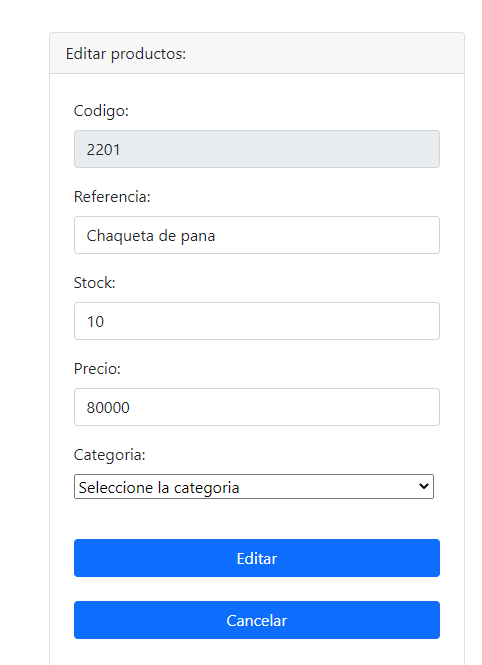 Editar productos:
Codigo:
2201
Referencia:
Chaqueta de pana
Stock:
10
Precio:
80000
Categoria:
Seleccione la categoria
Editar
Cancelar